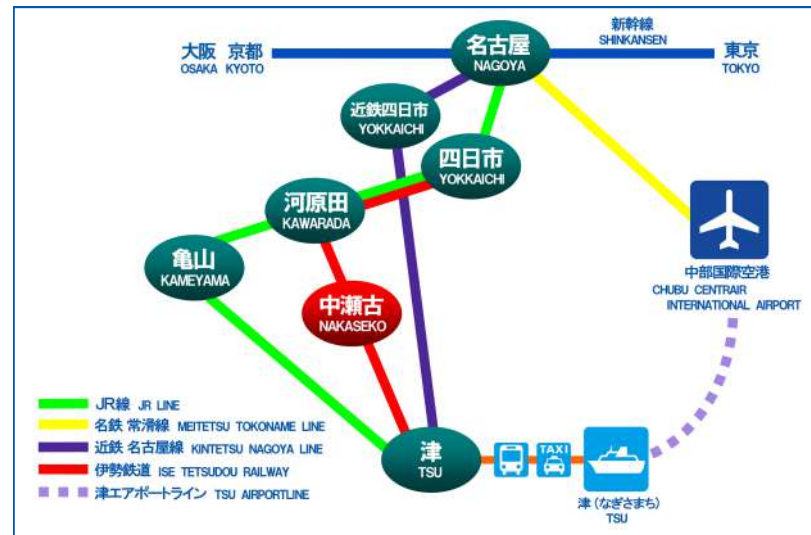 新幹線
SHINKANSEN
大阪 京都
OSAKA KYOTO
名古屋
NAGOYA
東京
TOKYO
近鉄四日市
YOKKAICHI
四日市
YOKKAICHI
河原田
KAWARADA
亀山
KAMEYAMA
中部国際空港
CHUBU CENTRAIR
INTERNATIONAL AIRPORT
中瀬古
NAKASEKO
JR線 JR LINE
名鉄 常滑線 MEITETSU TOKONAME LINE
近鉄 名古屋線 KINTETSU NAGOYA LINE
伊勢鉄道 ISE TETSUDOU RAILWAY
津エアポートライン TSU AIRPORTLINE
津
TSU
TAXI
津（なぎさまち）
TSU